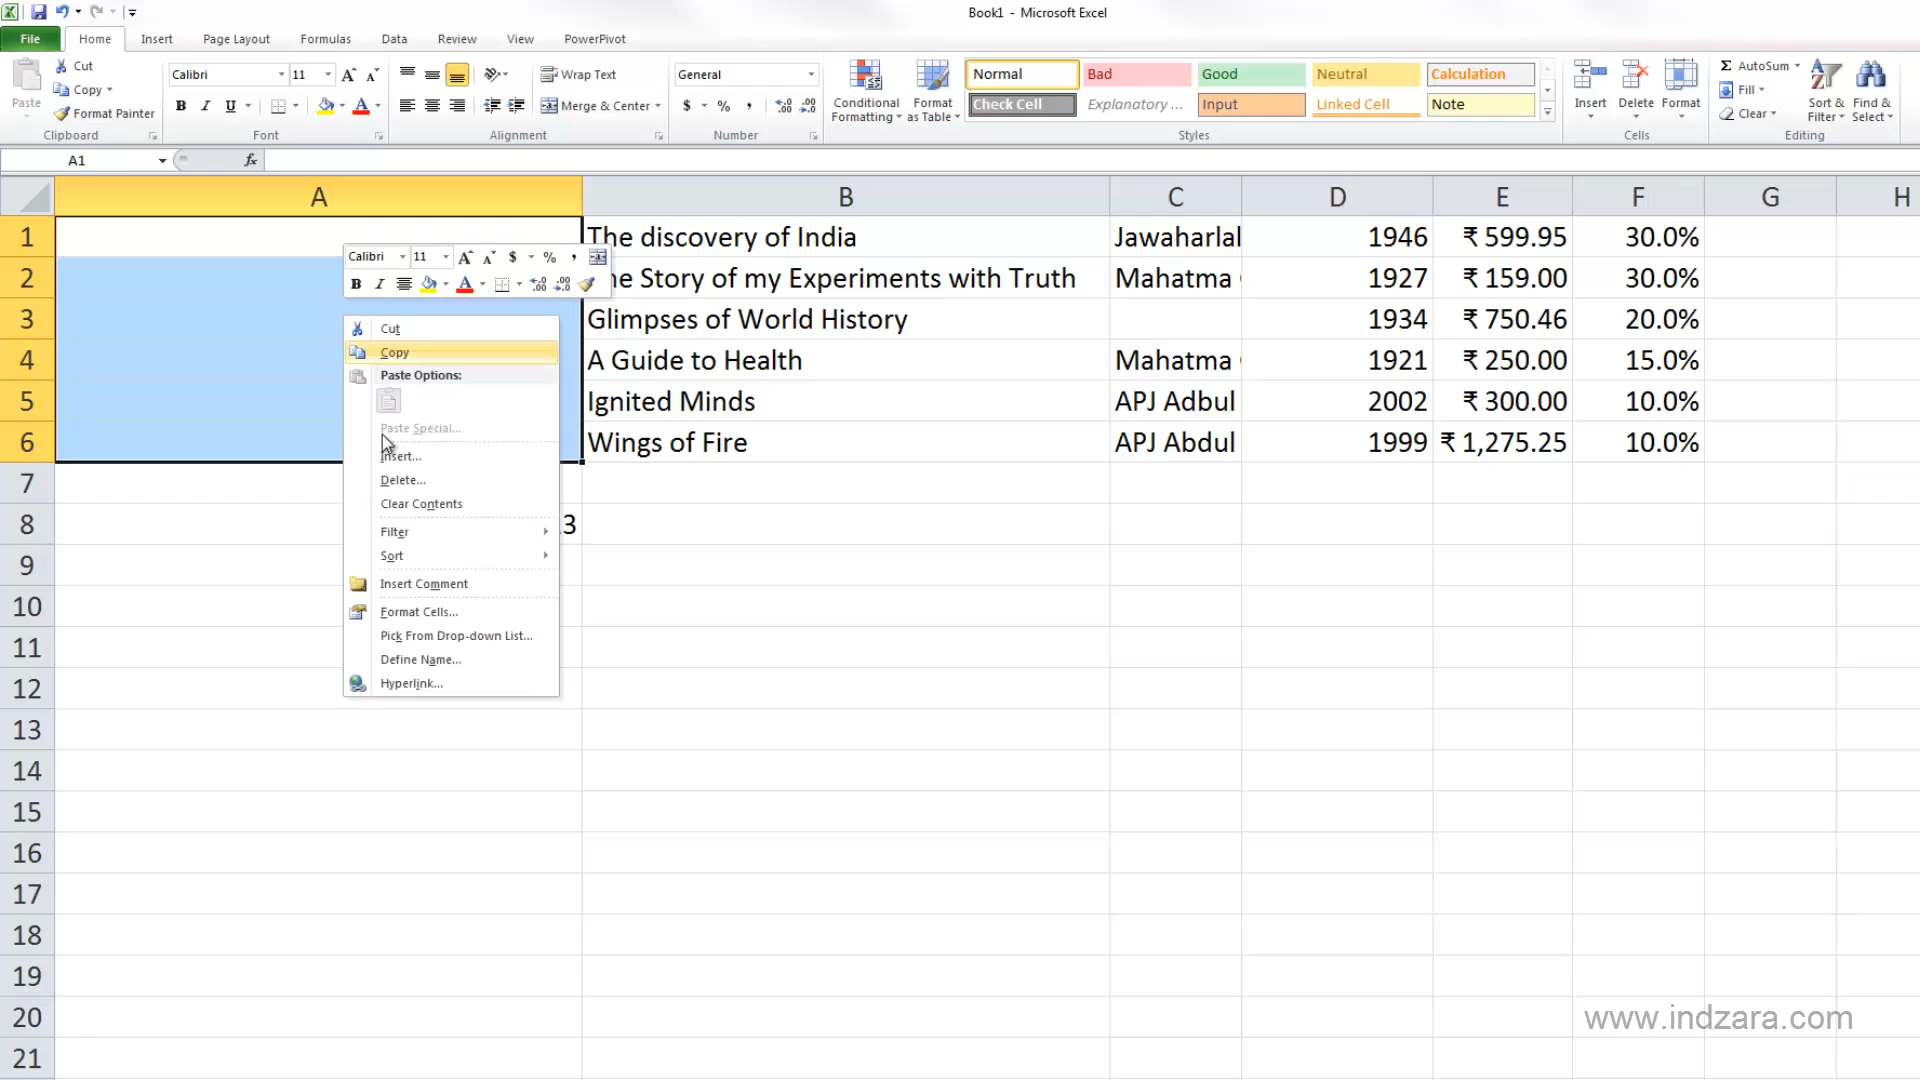 Book1 - Microsoft Excel
File Home Insert Page Layout Formulas Data Review View PowerPivot
Paste
Cut
Copy
Format Painter
Clipboard
Calibri 11
B I U
Font
Wrap Text
Merge & Center
Alignment
General
$ % ,
Number
Conditional Formatting
Format as Table
Normal Bad Good Neutral Calculation
Check Cell Explanatory ... Input Linked Cell Note
Styles
Insert Delete Format
Cells
Σ AutoSum
Fill
Clear
Sort & Filter
Find & Select
Editing
A1 fx
A B C D E F G H
1 The discovery of India Jawaharlal 1946 ₹ 599.95 30.0%
2 he Story of my Experiments with Truth Mahatma 1927 ₹ 159.00 30.0%
3 Glimpses of World History 1934 ₹ 750.46 20.0%
4 A Guide to Health Mahatma 1921 ₹ 250.00 15.0%
5 Ignited Minds APJ Adbul 2002 ₹ 300.00 10.0%
6 Wings of Fire APJ Abdul 1999 ₹ 1,275.25 10.0%
7
8 3
9
10
11
12
13
14
15
16
17
18
19
20
21
Calibri 11 A A $ % ,
B I A
Cut
Copy
Paste Options:
Paste Special...
Insert...
Delete...
Clear Contents
Filter
Sort
Insert Comment
Format Cells...
Pick From Drop-down List...
Define Name...
Hyperlink...
www.indzara.com